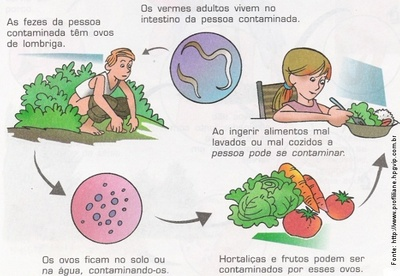 As fezes da pessoa
contaminada têm ovos
de lombriga.
Os vermes adultos vivem no
intestino da pessoa contaminada.
Ao ingerir alimentos mal
lavados ou mal cozidos a
pessoa pode se contaminar.
Os ovos ficam no solo ou
na água, contaminando-os.
Hortaliças e frutos podem ser
contaminados por esses ovos.
Fonte: http://www.profliliane.hpgvip.com.br